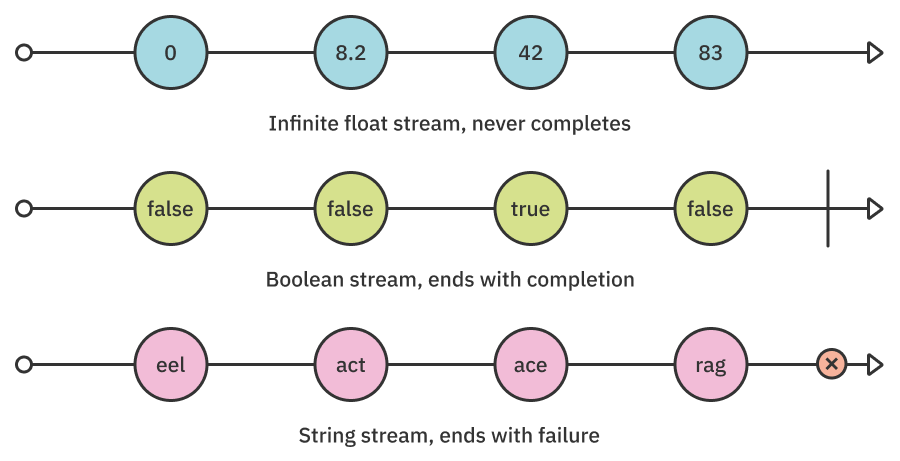 0 8.2 42 83
Infinite float stream, never completes
false false true false
Boolean stream, ends with completion
eel act ace rag
String stream, ends with failure